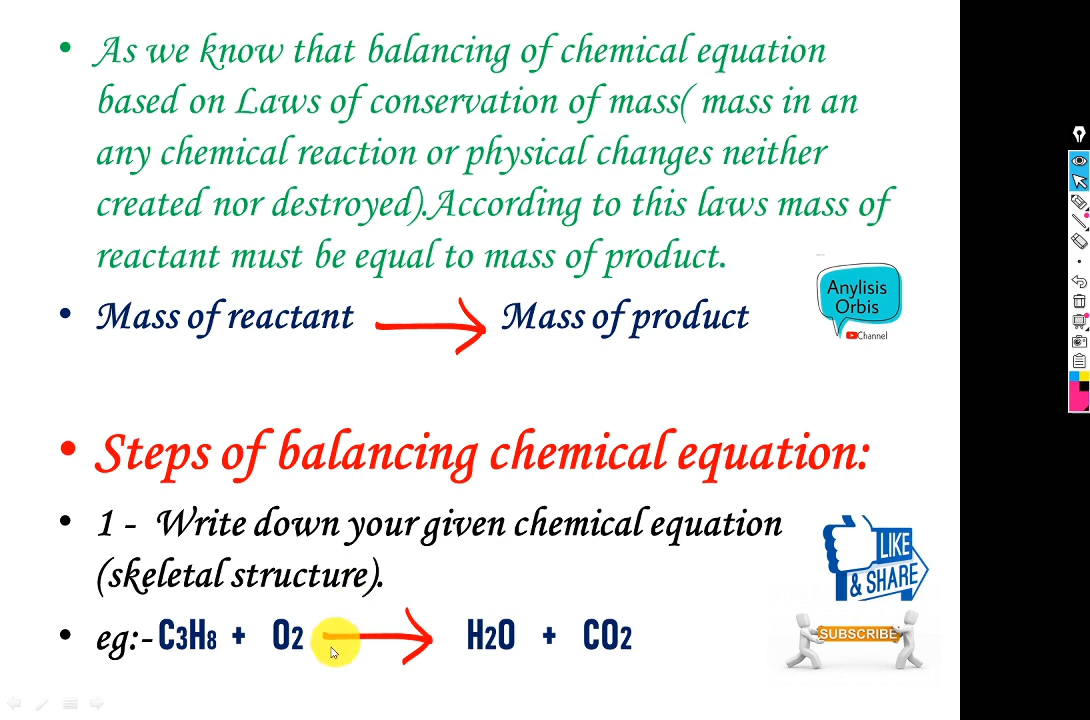 • As we know that balancing of chemical equation
based on Laws of conservation of mass( mass in an
any chemical reaction or physical changes neither
created nor destroyed).According to this laws mass of
reactant must be equal to mass of product.
Anylisis
Orbis
Channel
• Mass of reactant Mass of product
• Steps of balancing chemical equation:
• 1 - Write down your given chemical equation
(skeletal structure).
LIKE
& SHARE
• eg:- C3H8 + O2 H2O + CO2
SUBSCRIBE